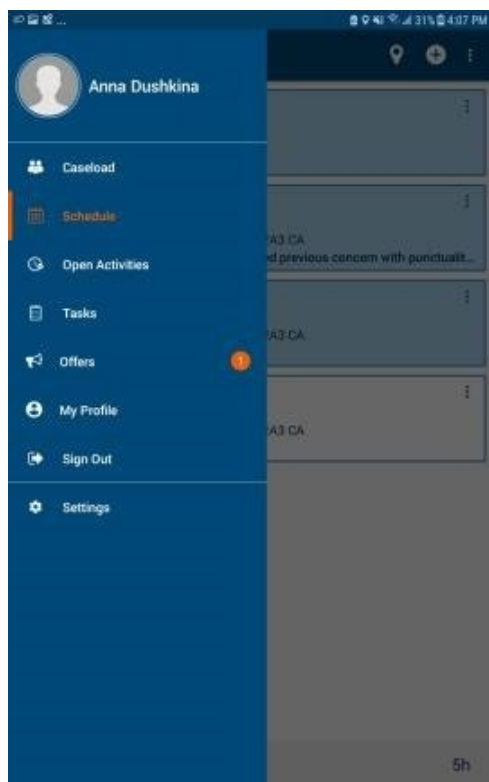 ... 31% 4:07 PM
Anna Dushkina
Caseload
Schedule
Open Activities
Tasks
Offers 1
My Profile
Sign Out
Settings
A3 CA
d previous concern with punctualit...
A3 CA
A3 CA
5h